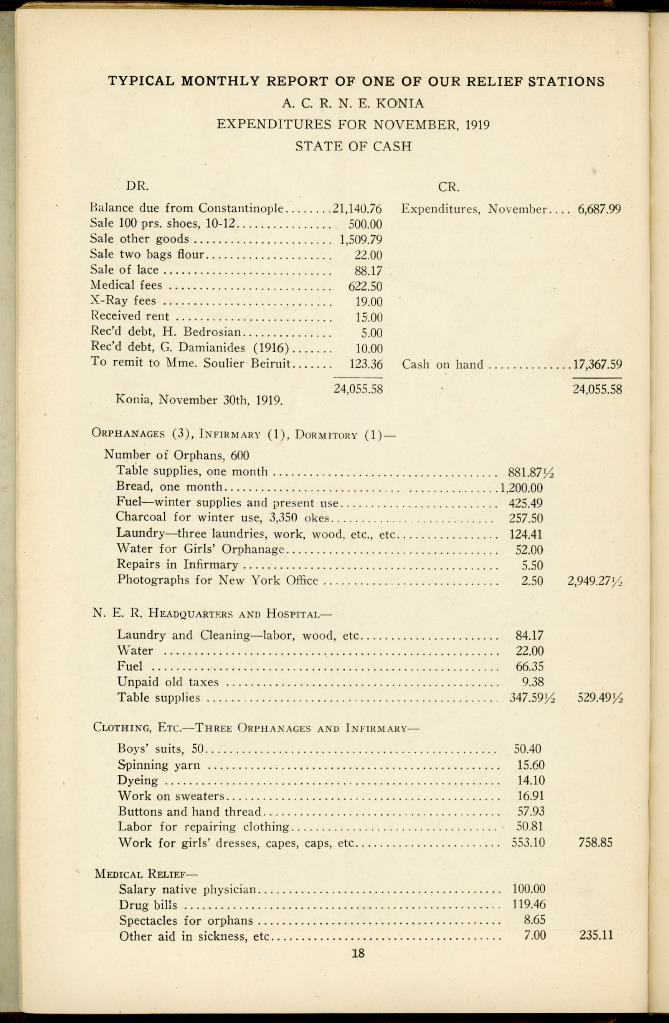 TYPICAL MONTHLY REPORT OF ONE OF OUR RELIEF STATIONS
A. C. R. N. E. KONIA
EXPENDITURES FOR NOVEMBER, 1919
STATE OF CASH
DR. CR.
Balance due from Constantinople........21,140.76 Expenditures, November.... 6,687.99
Sale 100 prs. shoes, 10-12................ 500.00
Sale other goods ....................... 1,509.79
Sale two bags flour..................... 22.00
Sale of lace ............................ 88.17
Medical fees ........................... 622.50
X-Ray fees ............................ 19.00
Received rent .......................... 15.00
Rec'd debt, H. Bedrosian............... 5.00
Rec'd debt, G. Damianides (1916)....... 10.00
To remit to Mme. Soulier Beiruit....... 123.36 Cash on hand ..............17,367.59
24,055.58 24,055.58
Konia, November 30th, 1919.
ORPHANAGES (3), INFIRMARY (1), DORMITORY (1)—
Number of Orphans, 600
Table supplies, one month ..................................... 881.87½
Bread, one month.............................................1,200.00
Fuel—winter supplies and present use.......................... 425.49
Charcoal for winter use, 3,350 okes........................... 257.50
Laundry—three laundries, work, wood, etc., etc................. 124.41
Water for Girls' Orphanage................................... 52.00
Repairs in Infirmary .......................................... 5.50
Photographs for New York Office ............................. 2.50 2,949.27½
N. E. R. HEADQUARTERS AND HOSPITAL—
Laundry and Cleaning—labor, wood, etc....................... 84.17
Water ........................................................ 22.00
Fuel .......................................................... 66.35
Unpaid old taxes .............................................. 9.38
Table supplies ................................................ 347.59½ 529.49½
CLOTHING, ETC.—THREE ORPHANAGES AND INFIRMARY—
Boys' suits, 50................................................ 50.40
Spinning yarn ................................................. 15.60
Dyeing ........................................................ 14.10
Work on sweaters.............................................. 16.91
Buttons and hand thread........................................ 57.93
Labor for repairing clothing................................... 50.81
Work for girls' dresses, capes, caps, etc........................ 553.10 758.85
MEDICAL RELIEF—
Salary native physician........................................ 100.00
Drug bills ..................................................... 119.46
Spectacles for orphans ........................................ 8.65
Other aid in sickness, etc...................................... 7.00 235.11
18